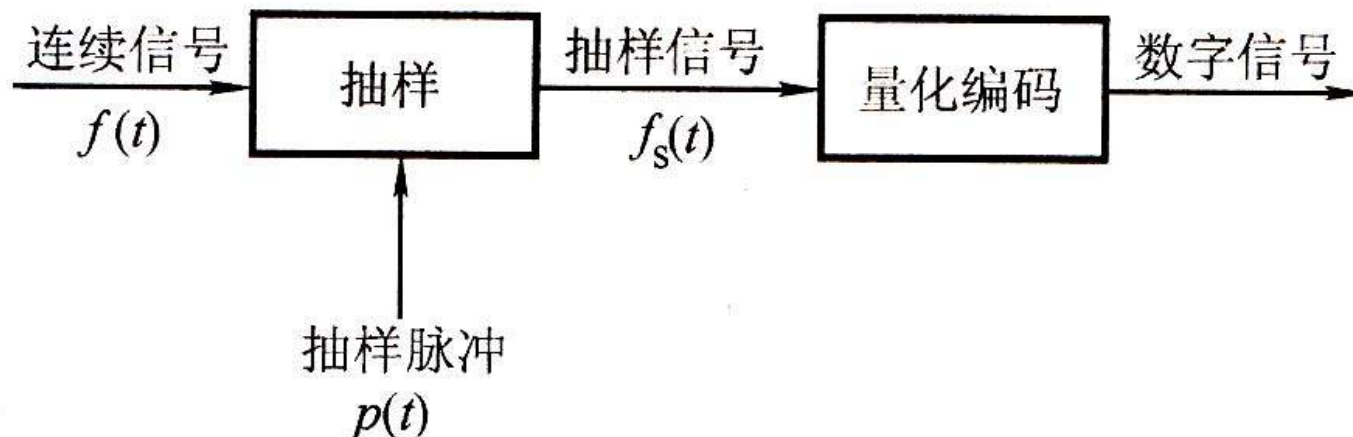 连续信号
抽样
抽样信号
量化编码
数字信号
f(t)
fs(t)
抽样脉冲
p(t)